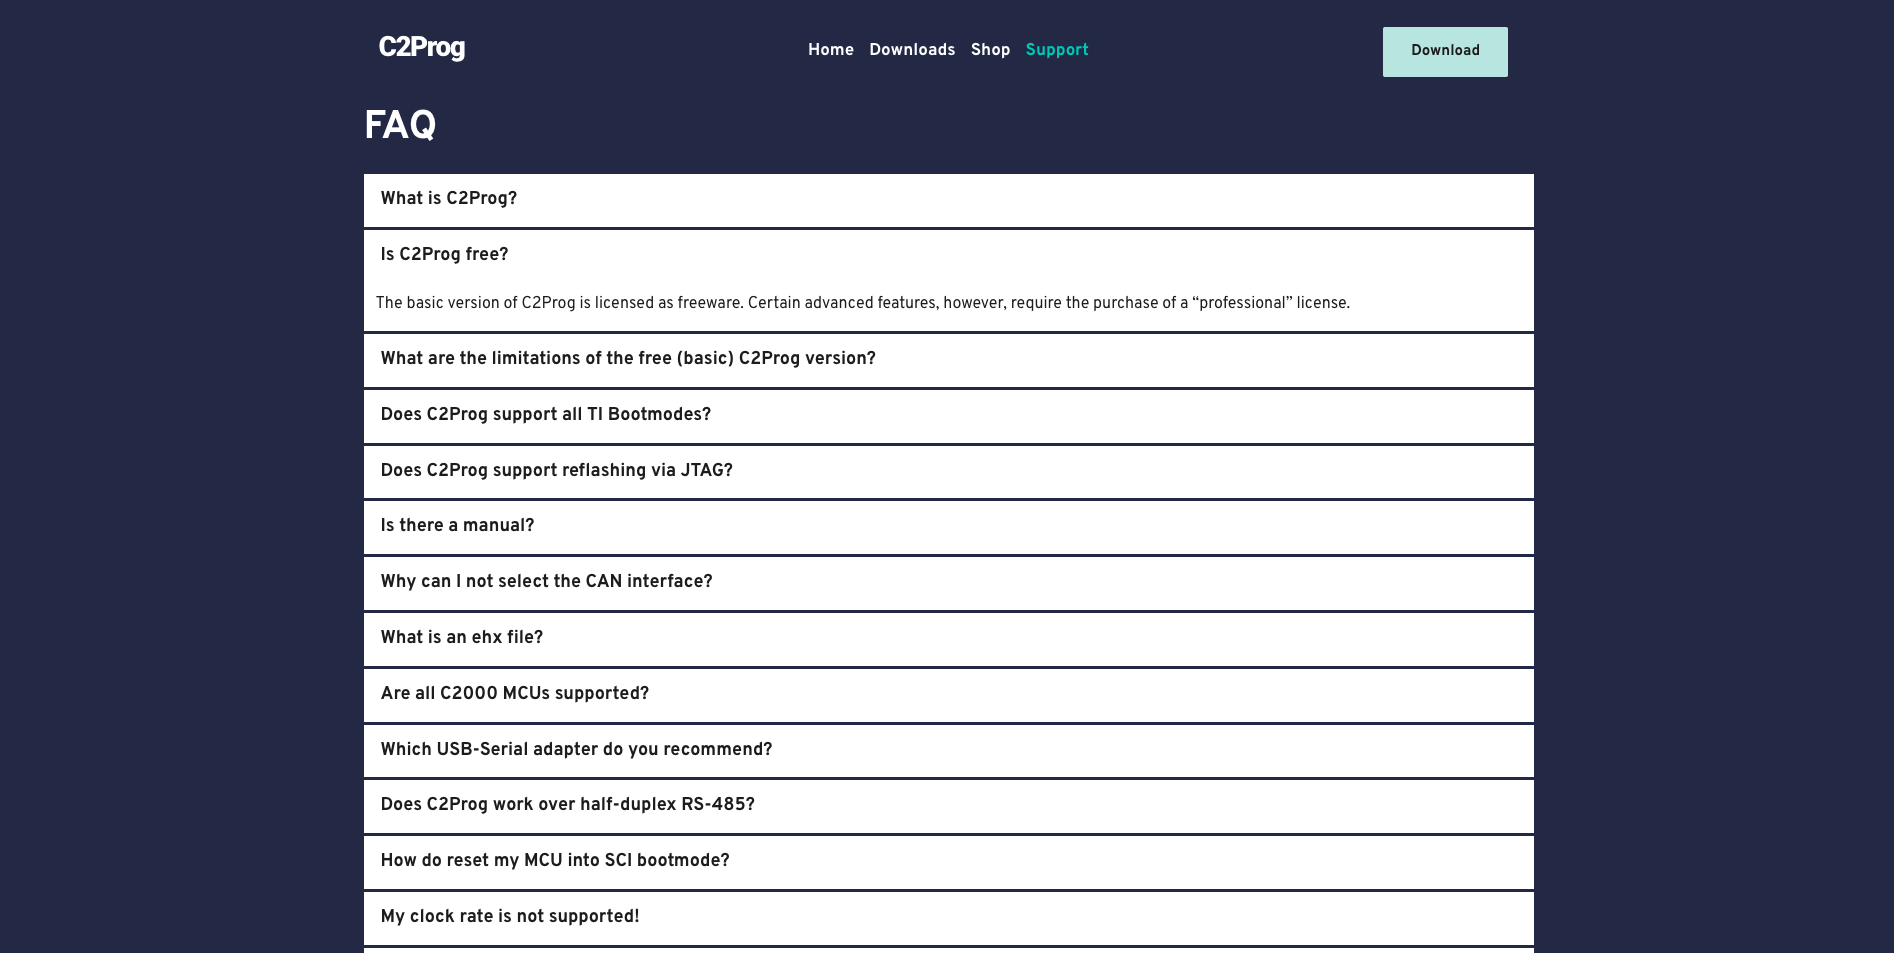 C2Prog
Home Downloads Shop Support
Download
FAQ
What is C2Prog?
Is C2Prog free?
The basic version of C2Prog is licensed as freeware. Certain advanced features, however, require the purchase of a “professional” license.
What are the limitations of the free (basic) C2Prog version?
Does C2Prog support all TI Bootmodes?
Does C2Prog support reflashing via JTAG?
Is there a manual?
Why can I not select the CAN interface?
What is an ehx file?
Are all C2000 MCUs supported?
Which USB-Serial adapter do you recommend?
Does C2Prog work over half-duplex RS-485?
How do reset my MCU into SCI bootmode?
My clock rate is not supported!